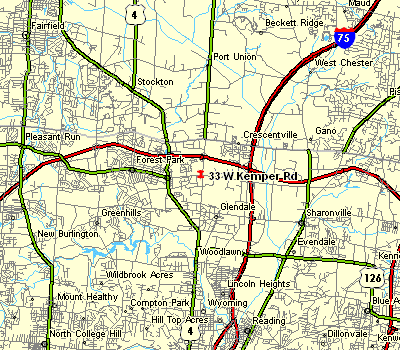 Maud
Beckett Ridge
4
Fairfield
75
Port Union
West Chester
Stockton
Crescentville
Gano
Pleasant Run
Forest Park
33 W Kemper Rd
Greenhills
Glendale
Sharonville
New Burlington
Evendale
Woodlawn
Wildbrook Acres
Lincoln Heights
126
Mount Healthy
Compton Park
Wyoming
Blue A
Hill Top Acres
Reading
4
North College Hill
Dillonvale
Kenw